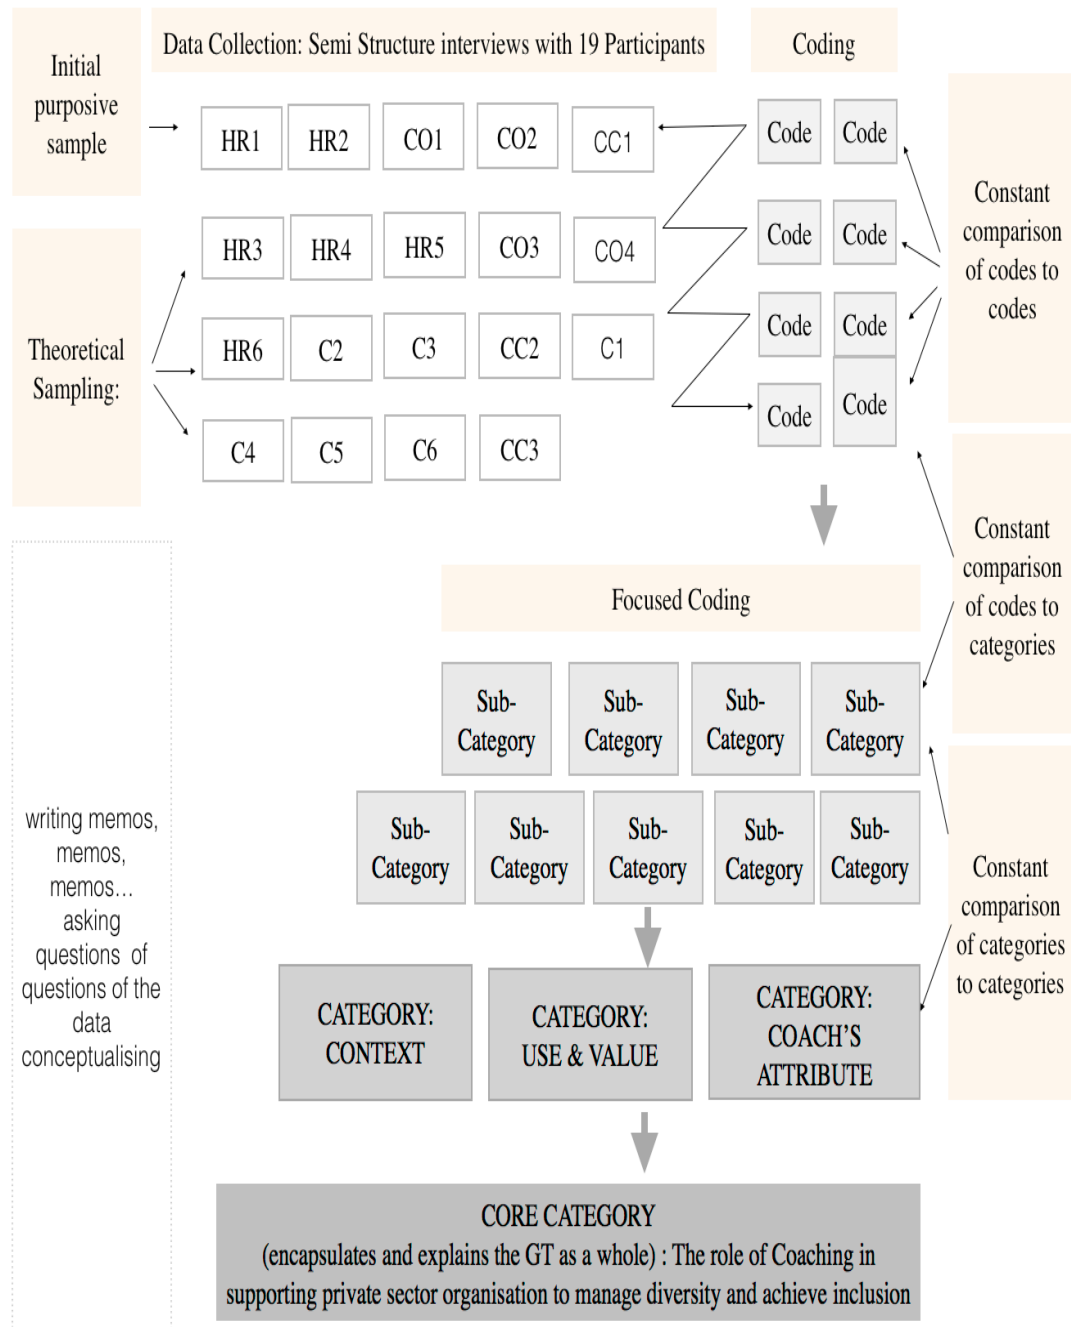 Initial
purposive
sample
Data Collection: Semi Structure interviews with 19 Participants
Coding
HR1
HR2
CO1
CO2
CC1
Code
Code
HR3
HR4
HR5
CO3
CO4
Code
Code
Constant
comparison
of codes to
codes
Theoretical
Sampling:
HR6
C2
C3
CC2
C1
Code
Code
C4
C5
C6
CC3
Code
Code
Constant
comparison
of codes to
categories
Focused Coding
Sub-
Category
Sub-
Category
Sub-
Category
Sub-
Category
Sub-
Category
Sub-
Category
Sub-
Category
Sub-
Category
Sub-
Category
Constant
comparison
of categories
to categories
writing memos,
memos,
memos...
asking
questions of
questions of the
data
conceptualising
CATEGORY:
CONTEXT
CATEGORY:
USE & VALUE
CATEGORY:
COACH'S
ATTRIBUTE
CORE CATEGORY
(encapsulates and explains the GT as a whole) : The role of Coaching in
supporting private sector organisation to manage diversity and achieve inclusion